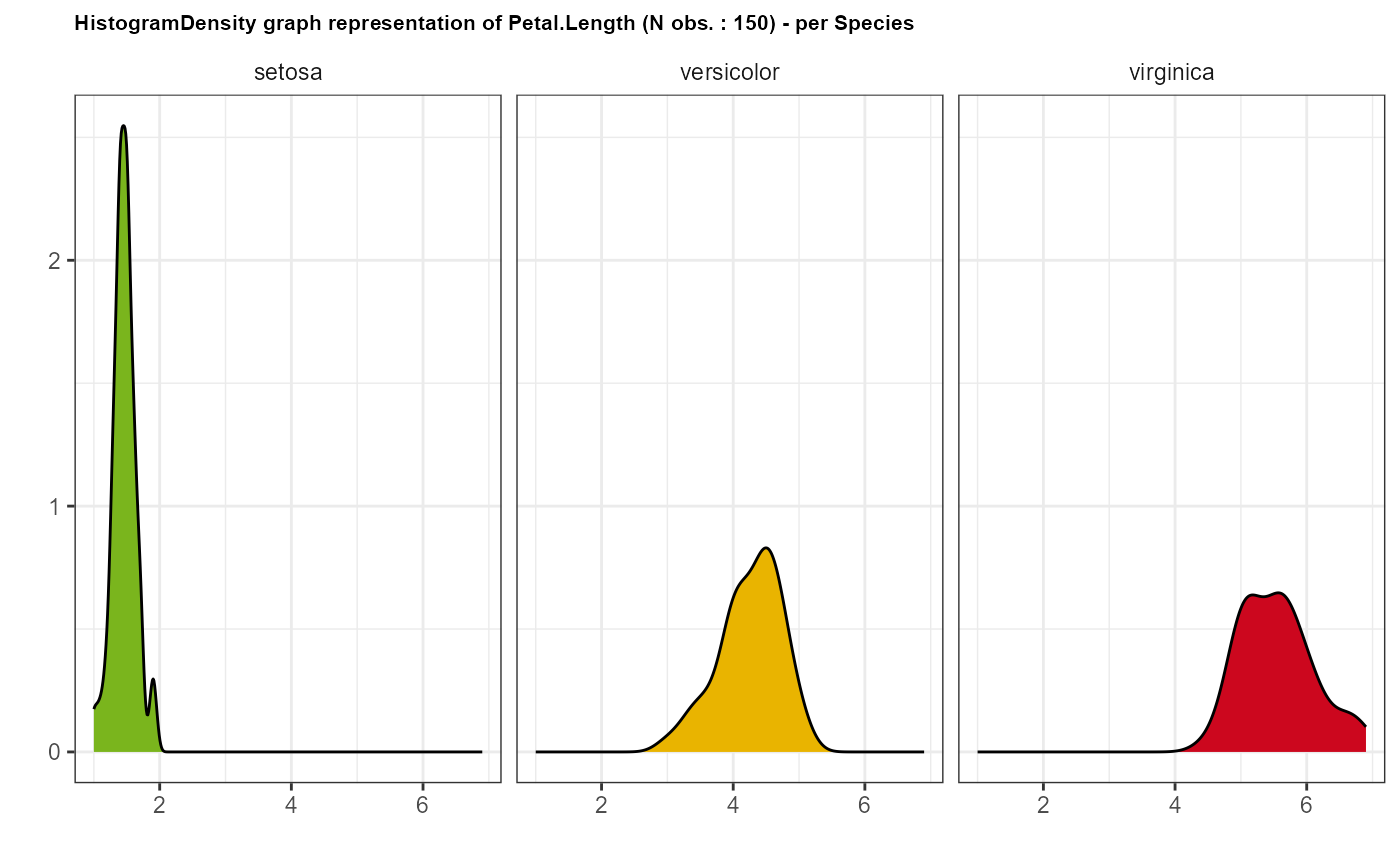 HistogramDensity graph representation of Petal.Length (N obs. : 150) - per Species
setosa versicolor virginica
2
1
0
2 4 6 2 4 6 2 4 6